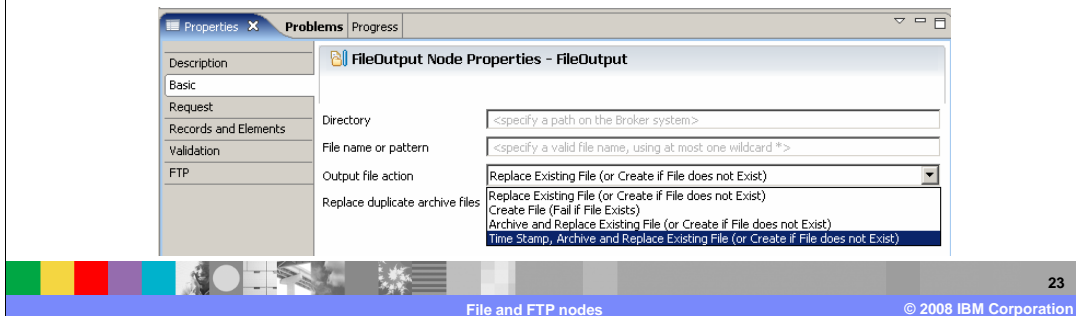 Properties Problems Progress
FileOutput Node Properties - FileOutput
Description
Basic
Request
Records and Elements
Validation
FTP
Directory <specify a path on the Broker system>
File name or pattern <specify a valid file name, using at most one wildcard *>
Output file action Replace Existing File (or Create if File does not Exist)
Replace duplicate archive files
Replace Existing File (or Create if File does not Exist)
Create File (Fail if File Exists)
Archive and Replace Existing File (or Create if File does not Exist)
Time Stamp, Archive and Replace Existing File (or Create if File does not Exist)
23
File and FTP nodes © 2008 IBM Corporation